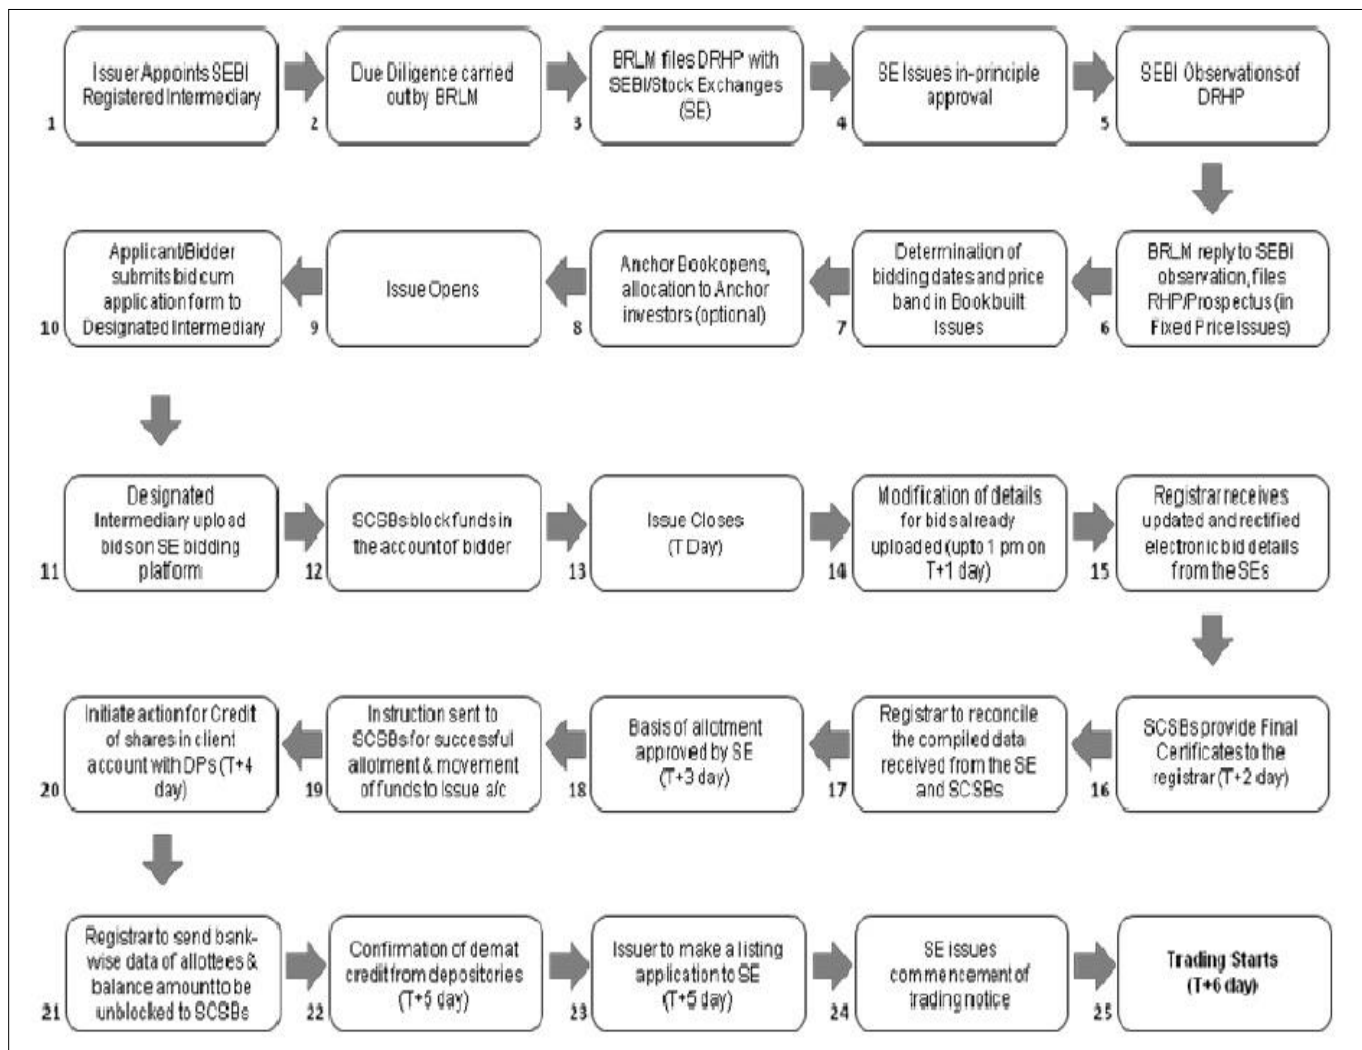 Issuer Appoints SEBI
Registered Intermediary
1
Due Diligence carried
out by BRLM
2
BRLM files DRHP with
SEBI/Stock Exchanges
(SE)
3
SE Issues in-principle
approval
4
SEBI Observations of
DRHP
5
BRLM reply to SEBI
observation, files
RHP/Prospectus (in
Fixed Price Issues)
6
Determination of
bidding dates and price
band in Book built
Issues
7
Anchor Book opens,
allocation to Anchor
investors (optional)
8
Issue Opens
9
Applicant/Bidder
submits bid cum
application form to
Designated Intermediary
10
Designated
Intermediary upload
bids on SE bidding
platform
11
SCSBs block funds in
the account of bidder
12
Issue Closes
(T Day)
13
Modification of details
for bids already
uploaded (upto 1 pm on
T+1 day)
14
Registrar receives
updated and rectified
electronic bid details
from the SEs
15
SCSBs provide Final
Certificates to the
registrar (T+2 day)
16
Registrar to reconcile
the compiled data
received from the SE
and SCSBs
17
Basis of allotment
approved by SE
(T+3 day)
18
Instruction sent to
SCSBs for successful
allotment & movement
of funds to Issue a/c
19
Initiate action for Credit
of shares in client
account with DPs (T+4
day)
20
Registrar to send bank-
wise data of allottees &
balance amount to be
unblocked to SCSBs
21
Confirmation of demat
credit from depositories
(T+5 day)
22
Issuer to make a listing
application to SE
(T+5 day)
23
SE issues
commencement of
trading notice
24
Trading Starts
(T+6 day)
25